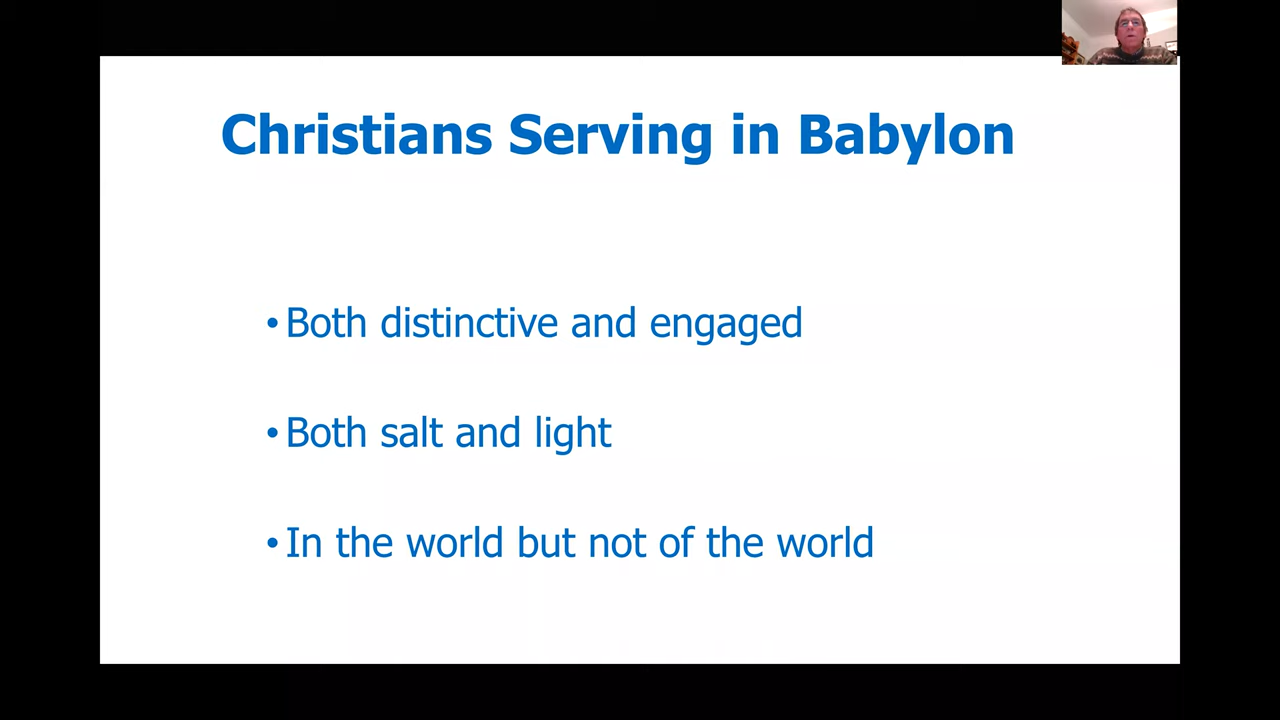 Christians Serving in Babylon
• Both distinctive and engaged
• Both salt and light
• In the world but not of the world